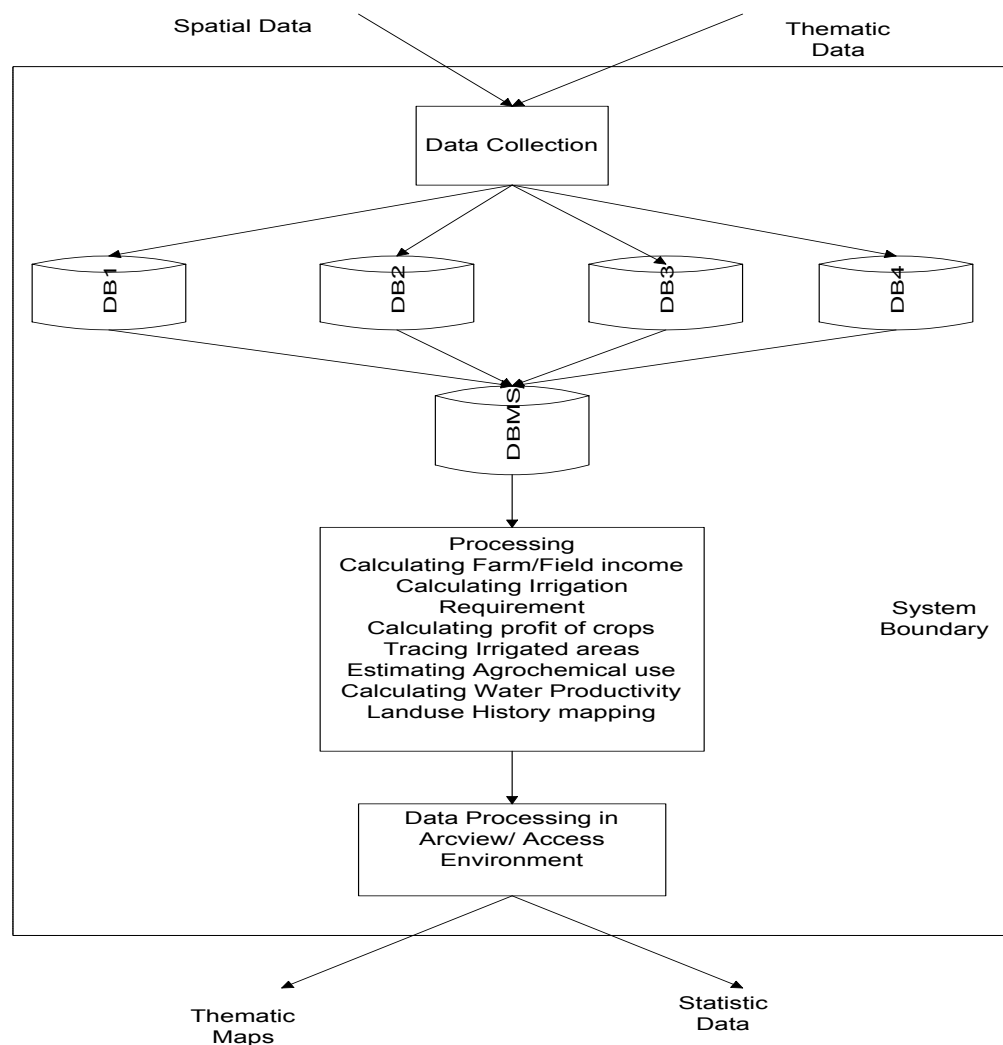 Spatial Data
Thematic
Data
Data Collection
DB1
DB2
DB3
DB4
DBMS
Processing
Calculating Farm/Field income
Calculating Irrigation
Requirement
Calculating profit of crops
Tracing Irrigated areas
Estimating Agrochemical use
Calculating Water Productivity
Landuse History mapping
System
Boundary
Data Processing in
Arcview/ Access
Environment
Thematic
Maps
Statistic
Data